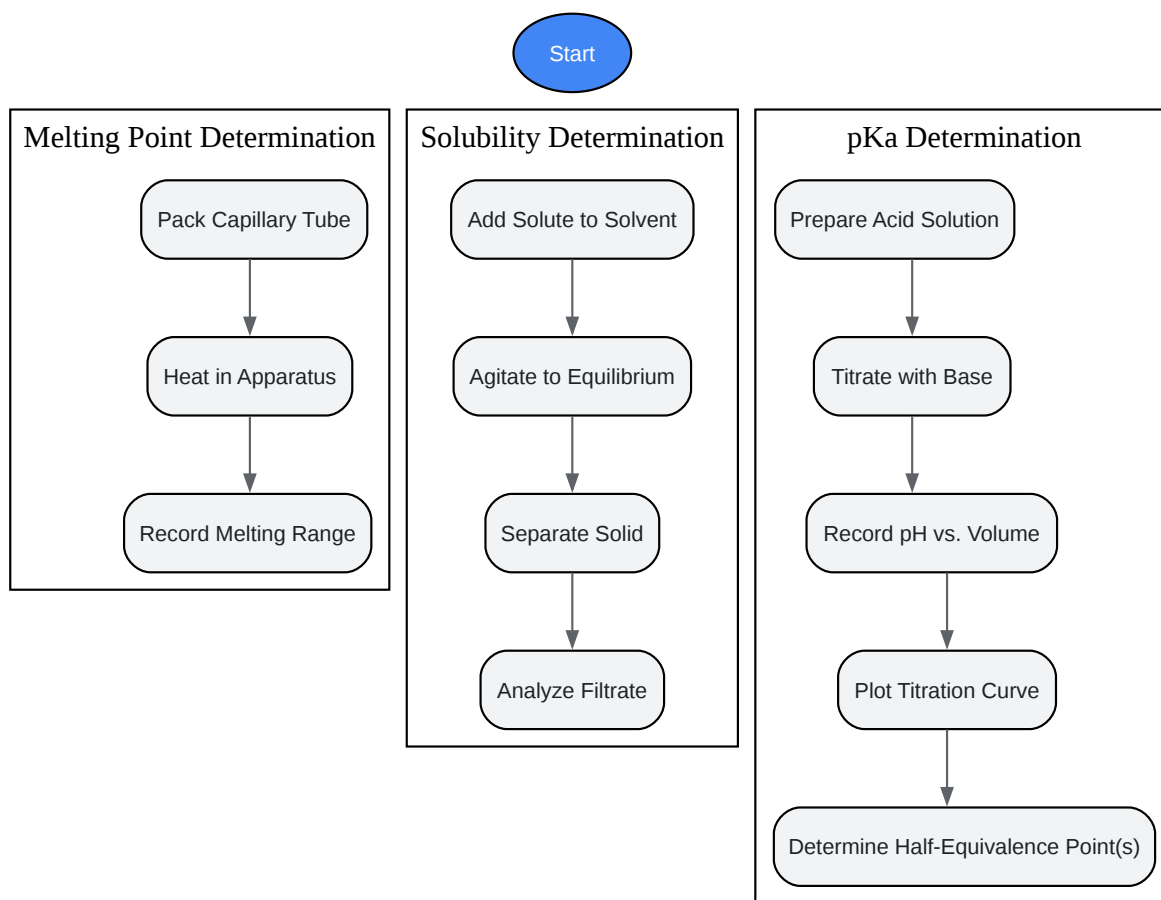 Start
Melting Point Determination
Pack Capillary Tube
Heat in Apparatus
Record Melting Range
Solubility Determination
Add Solute to Solvent
Agitate to Equilibrium
Separate Solid
Analyze Filtrate
pKa Determination
Prepare Acid Solution
Titrate with Base
Record pH vs. Volume
Plot Titration Curve
Determine Half-Equivalence Point(s)